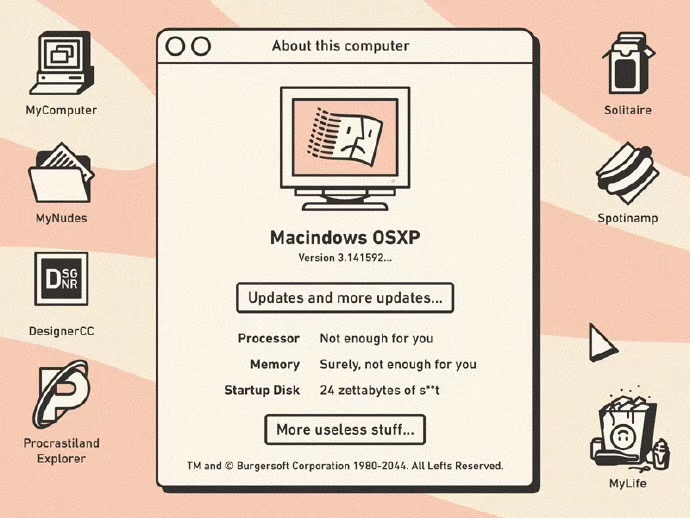 About this computer
MyComputer
MyNudes
DSGNR
DesignerCC
Procrastiland
Explorer
Macindows OSXP
Version 3.141592...
Updates and more updates...
Processor Not enough for you
Memory Surely, not enough for you
Startup Disk 24 zettabytes of s**t
More useless stuff...
TM and © Burgersoft Corporation 1980-2044. All Lefts Reserved.
Solitaire
Spotinamp
MyLife